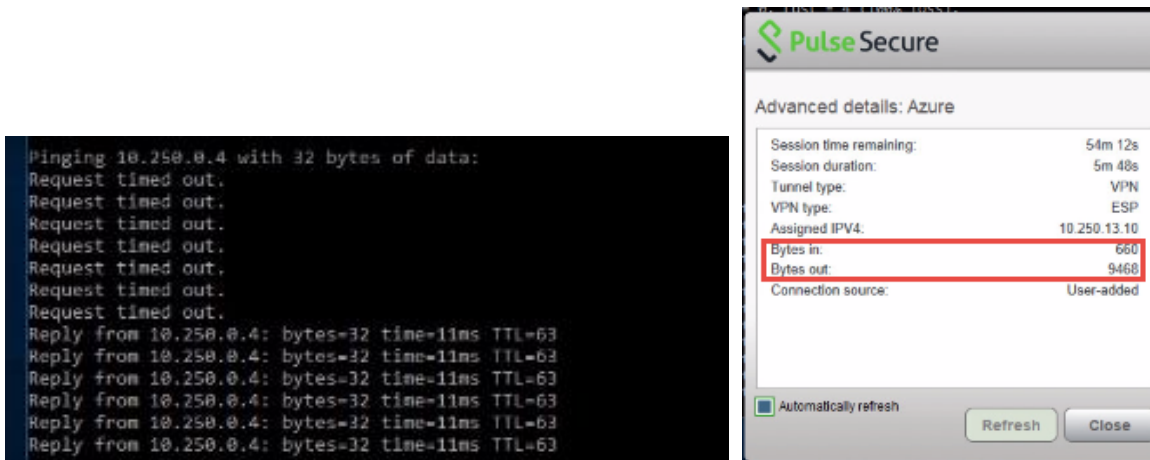 Pinging 10.250.0.4 with 32 bytes of data:
Request timed out.
Request timed out.
Request timed out.
Request timed out.
Request timed out.
Request timed out.
Request timed out.
Reply from 10.250.0.4: bytes=32 time=11ms TTL=63
Reply from 10.250.0.4: bytes=32 time=11ms TTL=63
Reply from 10.250.0.4: bytes=32 time=11ms TTL=63
Reply from 10.250.0.4: bytes=32 time=11ms TTL=63
Reply from 10.250.0.4: bytes=32 time=11ms TTL=63
Reply from 10.250.0.4: bytes=32 time=11ms TTL=63
Pulse Secure
Advanced details: Azure
Session time remaining: 54m 12s
Session duration: 5m 48s
Tunnel type: VPN
VPN type: ESP
Assigned IPV4: 10.250.13.10
Bytes in: 660
Bytes out: 9468
Connection source: User-added
Automatically refresh
Refresh Close